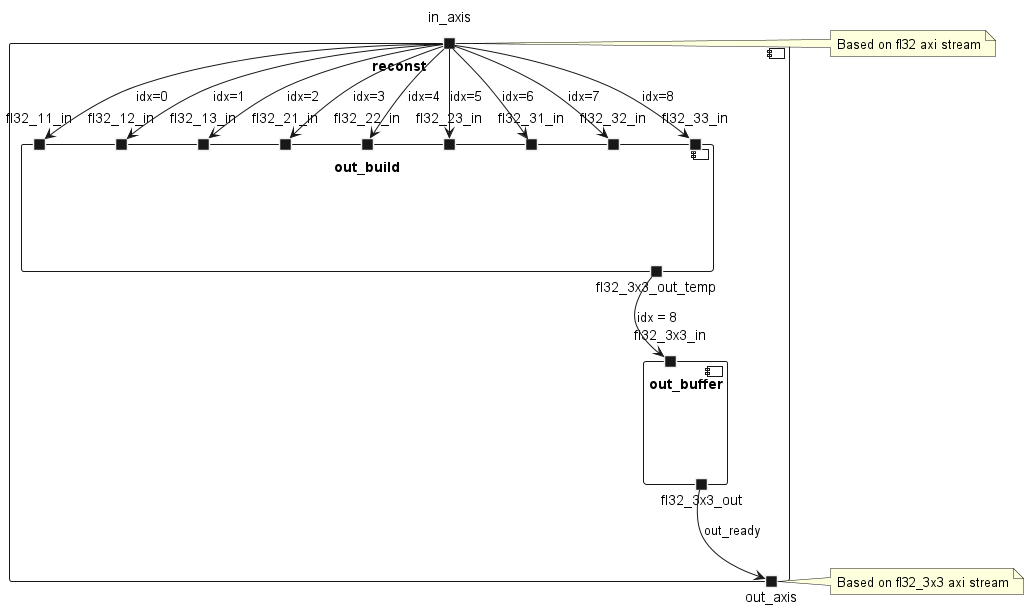 in_axis
Based on fl32 axi stream
reconst
idx=0 idx=1 idx=2 idx=3 idx=4 idx=5 idx=6 idx=7 idx=8
fl32_11_in fl32_12_in fl32_13_in fl32_21_in fl32_22_in fl32_23_in fl32_31_in fl32_32_in fl32_33_in
out_build
fl32_3x3_out_temp
idx = 8
fl32_3x3_in
out_buffer
fl32_3x3_out
out_ready
Based on fl32_3x3 axi stream
out_axis